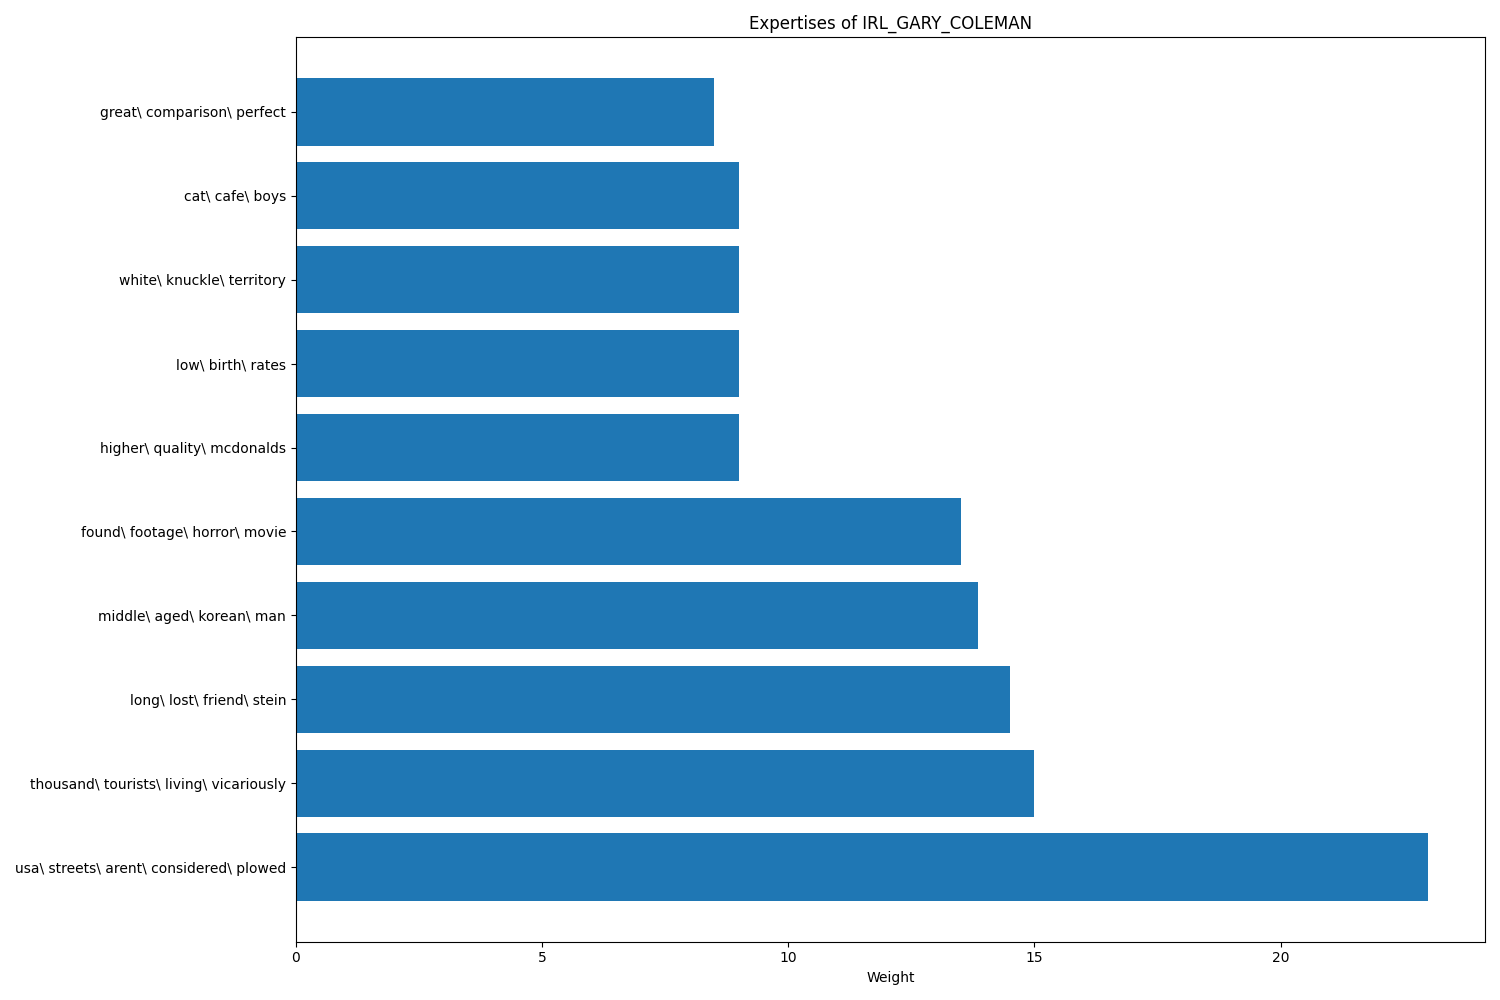 Expertises of IRL_GARY_COLEMAN
great\ comparison\ perfect
cat\ cafe\ boys
white\ knuckle\ territory
low\ birth\ rates
higher\ quality\ mcdonalds
found\ footage\ horror\ movie
middle\ aged\ korean\ man
long\ lost\ friend\ stein
thousand\ tourists\ living\ vicariously
usa\ streets\ arent\ considered\ plowed
0 5 10 15 20
Weight